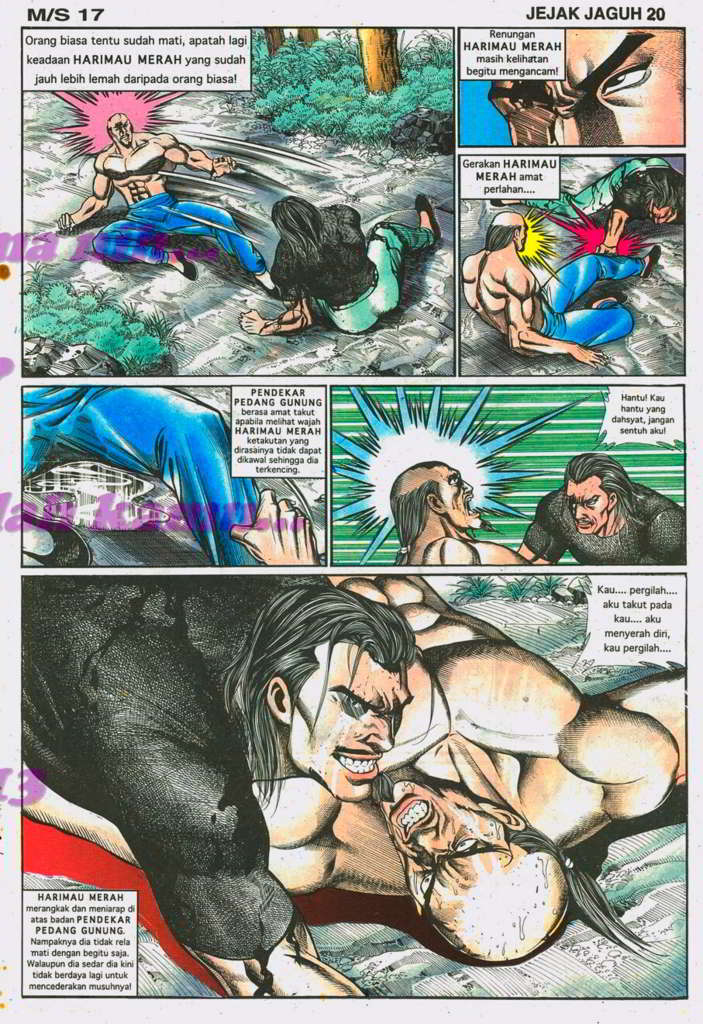 M/S 17
JEJAK JAGUH 20
Orang biasa tentu sudah mati, apatah lagi
keadaan HARIMAU MERAH yang sudah
jauh lebih lemah daripada orang biasa!
Renungan
HARIMAU MERAH
masih kelihatan
begitu mengancam!
Gerakan HARIMAU
MERAH amat
perlahan....
PENDEKAR
PEDANG GUNUNG
berasa amat takut
apabila melihat wajah
HARIMAU MERAH
ketakutan yang
dirasainya tidak dapat
dikawal sehingga dia
terkencing.
Hantu! Kau
hantu yang
dahsyat, jangan
sentuh aku!
Kau.... pergilah....
aku takut pada
kau.... aku
menyerah diri,
kau pergilah....
HARIMAU MERAH
merangkak dan meniarap di
atas badan PENDEKAR
PEDANG GUNUNG.
Nampaknya dia tidak rela
mati dengan begitu saja.
Walaupun dia sedar dia kini
tidak berdaya lagi untuk
mencederakan musuhnya!